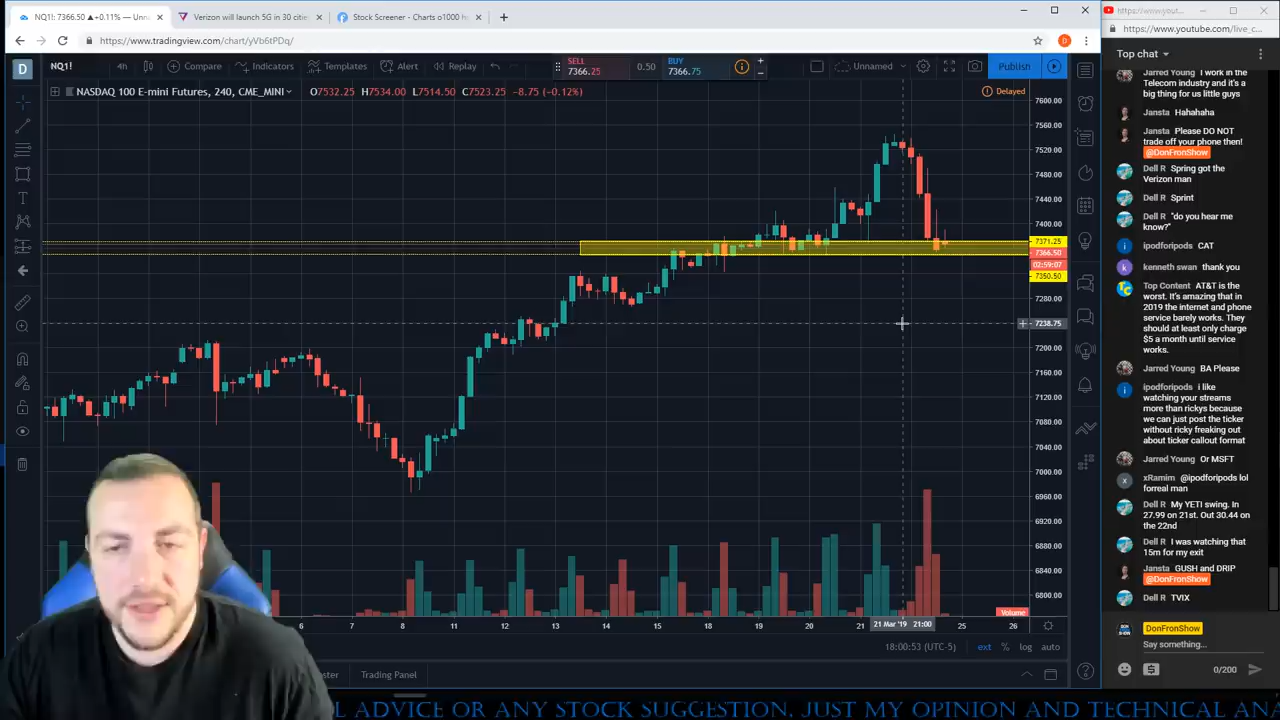 NQ1!: 7366.50 ▲+0.11% — Unna
Verizon will launch 5G in 30 cities
Stock Screener - Charts o1000 h
https://www.tradingview.com/chart/yVb6tPDq/
https://www.yout
https://www.youtube.com/live_c
D
NQ1!
4h
Compare
Indicators
Templates
Alert
Replay
SELL
7366.25
0.50
BUY
7366.75
Unnamed
Publish
NASDAQ 100 E-mini Futures, 240, CME_MINI
O7532.25 H7534.00 L7514.50 C7523.25 -8.75 (-0.12%)
Delayed
7600.00
7560.00
7520.00
7480.00
7440.00
7400.00
7371.25
7366.50
02:59:07
7350.50
7280.00
7238.75
7200.00
7160.00
7120.00
7080.00
7040.00
7000.00
6960.00
6920.00
6880.00
6840.00
6800.00
Volume
6
7
8
11
12
13
14
15
18
19
20
21
21 Mar '19 21:00
25
26
18:00:53 (UTC-5)
ext
%
log
auto
ster
Trading Panel
Top chat
Jarred Young I work in the
Telecom industry and it's a
big thing for us little guys
Jansta Hahahaha
Jansta Please DO NOT
trade off your phone then!
@DonFronShow
Dell R Spring got the
Verizon man
Dell R Sprint
Dell R "do you hear me
know?"
ipodforipods CAT
kenneth swan thank you
Top Content AT&T is the
worst. It's amazing that in
2019 the internet and phone
service barely works. They
should at least only charge
$5 a month until service
works.
Jarred Young BA Please
ipodforipods i like
watching your streams
more than rickys because
we can just post the ticker
without ricky freaking out
about ticker callout format
Jarred Young Or MSFT
xRamim @ipodforipods lol
forreal man
Dell R My YETI swing. In
27.99 on 21st. Out 30.44 on
the 22nd
Dell R I was watching that
15m for my exit
Jansta GUSH and DRIP
@DonFronShow
Dell R TVIX
DonFronShow
Say something...
0/200
L ADVICE OR ANY STOCK SUGGESTION. JUST MY OPINION AND TECHNICAL ANA